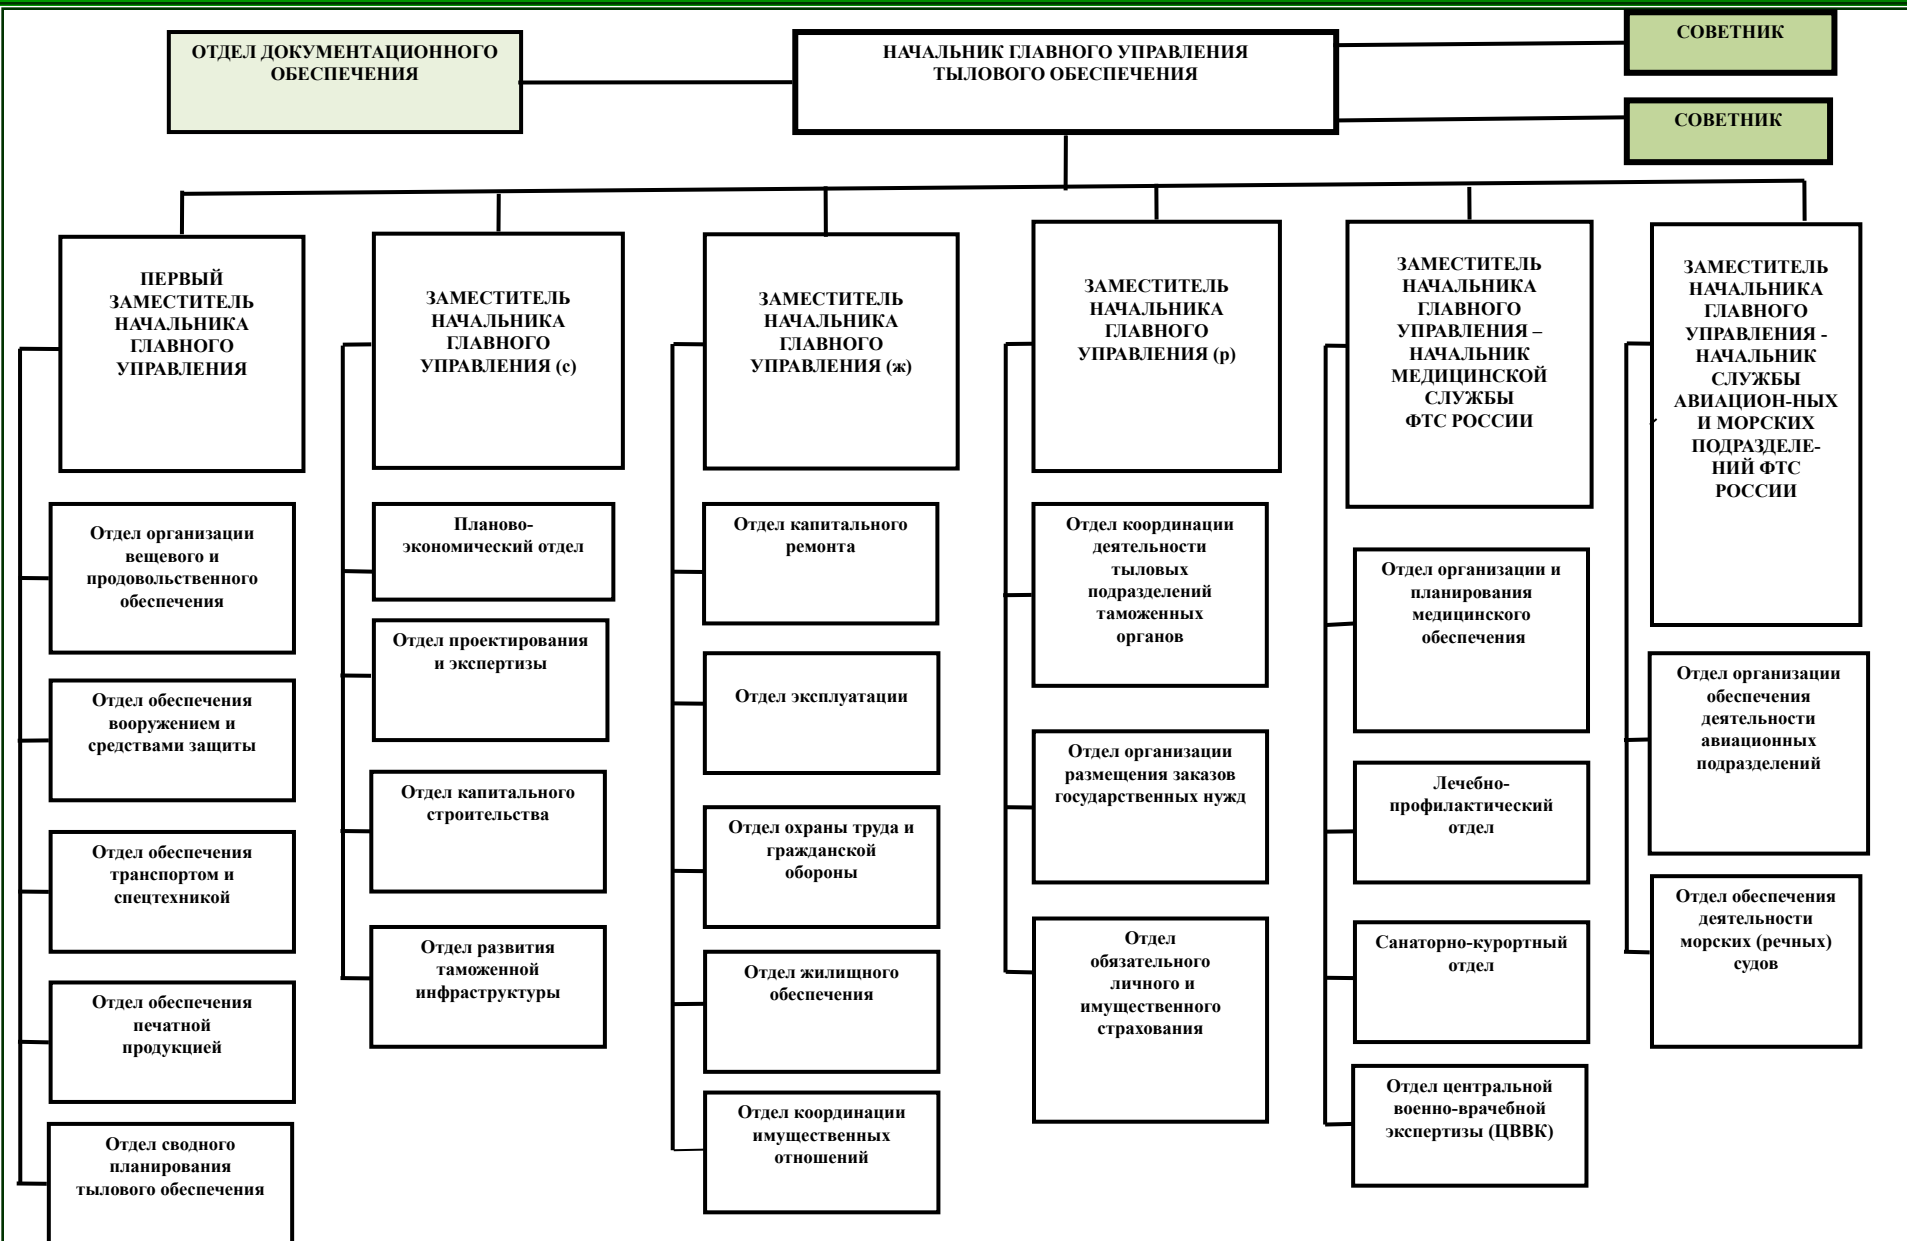 ОТДЕЛ ДОКУМЕНТАЦИОННОГО
ОБЕСПЕЧЕНИЯ
НАЧАЛЬНИК ГЛАВНОГО УПРАВЛЕНИЯ
ТЫЛОВОГО ОБЕСПЕЧЕНИЯ
СОВЕТНИК
СОВЕТНИК
ПЕРВЫЙ
ЗАМЕСТИТЕЛЬ
НАЧАЛЬНИКА
ГЛАВНОГО
УПРАВЛЕНИЯ
Отдел организации
вещевого и
продовольственного
обеспечения
Отдел обеспечения
вооружением и
средствами защиты
Отдел обеспечения
транспортом и
спецтехникой
Отдел обеспечения
печатной
продукцией
Отдел сводного
планирования
тылового обеспечения
ЗАМЕСТИТЕЛЬ
НАЧАЛЬНИКА
ГЛАВНОГО
УПРАВЛЕНИЯ (с)
Планово-
экономический отдел
Отдел проектирования
и экспертизы
Отдел капитального
строительства
Отдел развития
таможенной
инфраструктуры
ЗАМЕСТИТЕЛЬ
НАЧАЛЬНИКА
ГЛАВНОГО
УПРАВЛЕНИЯ (ж)
Отдел капитального
ремонта
Отдел эксплуатации
Отдел охраны труда и
гражданской
обороны
Отдел жилищного
обеспечения
Отдел координации
имущественных
отношений
ЗАМЕСТИТЕЛЬ
НАЧАЛЬНИКА
ГЛАВНОГО
УПРАВЛЕНИЯ (р)
Отдел координации
деятельности
тыловых
подразделений
таможенных
органов
Отдел организации
размещения заказов
государственных нужд
Отдел
обязательного
личного и
имущественного
страхования
ЗАМЕСТИТЕЛЬ
НАЧАЛЬНИКА
ГЛАВНОГО
УПРАВЛЕНИЯ –
НАЧАЛЬНИК
МЕДИЦИНСКОЙ
СЛУЖБЫ
ФТС РОССИИ
Отдел организации и
планирования
медицинского
обеспечения
Лечебно-
профилактический
отдел
Санаторно-курортный
отдел
Отдел центральной
военно-врачебной
экспертизы (ЦВВК)
ЗАМЕСТИТЕЛЬ
НАЧАЛЬНИКА
ГЛАВНОГО
УПРАВЛЕНИЯ -
НАЧАЛЬНИК
СЛУЖБЫ
АВИАЦИОН-НЫХ
И МОРСКИХ
ПОДРАЗДЕЛЕ-
НИЙ ФТС
РОССИИ
Отдел организации
обеспечения
деятельности
авиационных
подразделений
Отдел обеспечения
деятельности
морских (речных)
судов